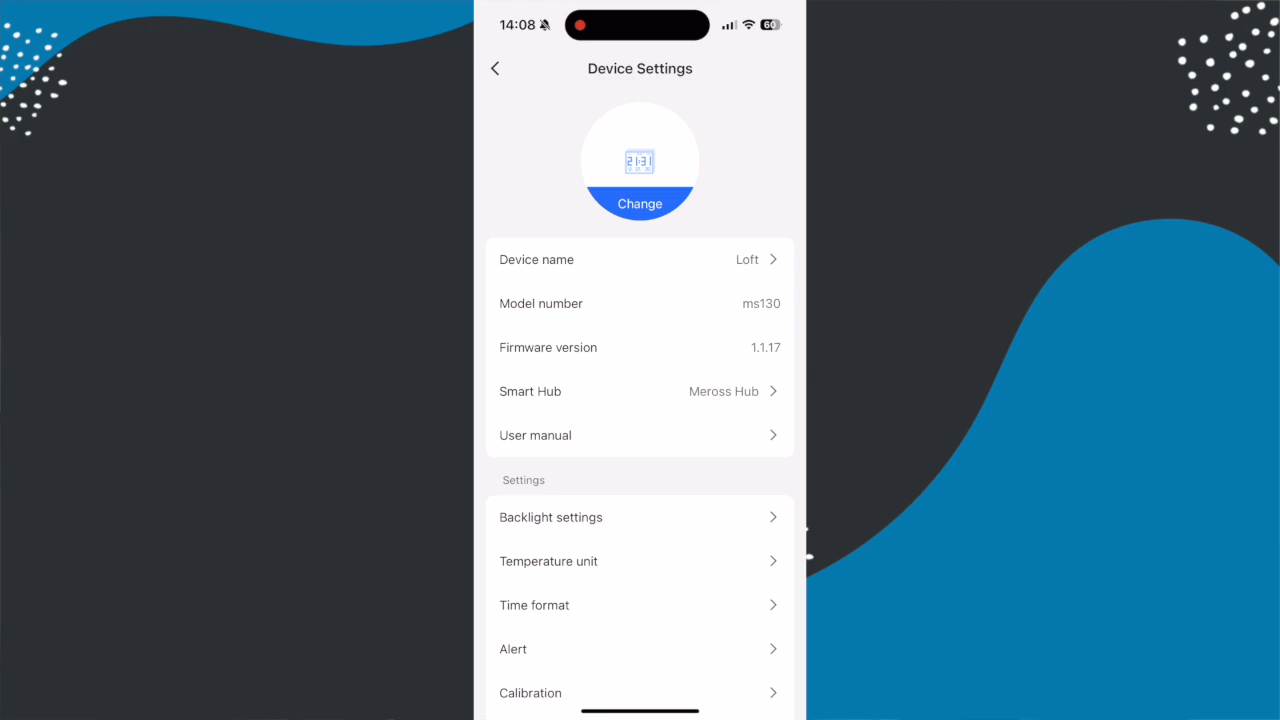 14:08 60
Device Settings
21:31
Change
Device name Loft
Model number ms130
Firmware version 1.1.17
Smart Hub Meross Hub
User manual
Settings
Backlight settings
Temperature unit
Time format
Alert
Calibration